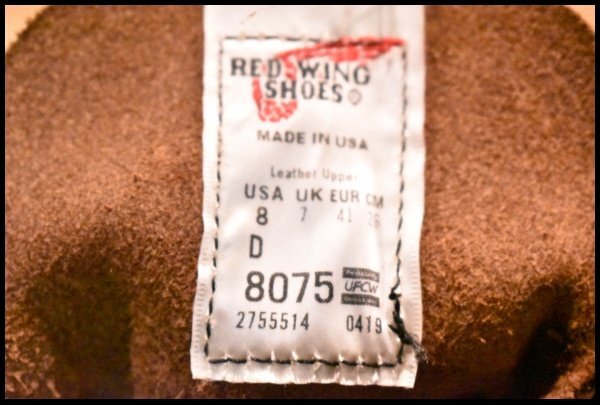 RED WING
SHOES®
MADE IN USA
Leather Upper
USA UK EUR CM
8 7 41 26
D
8075 UFCW
2755514 0419